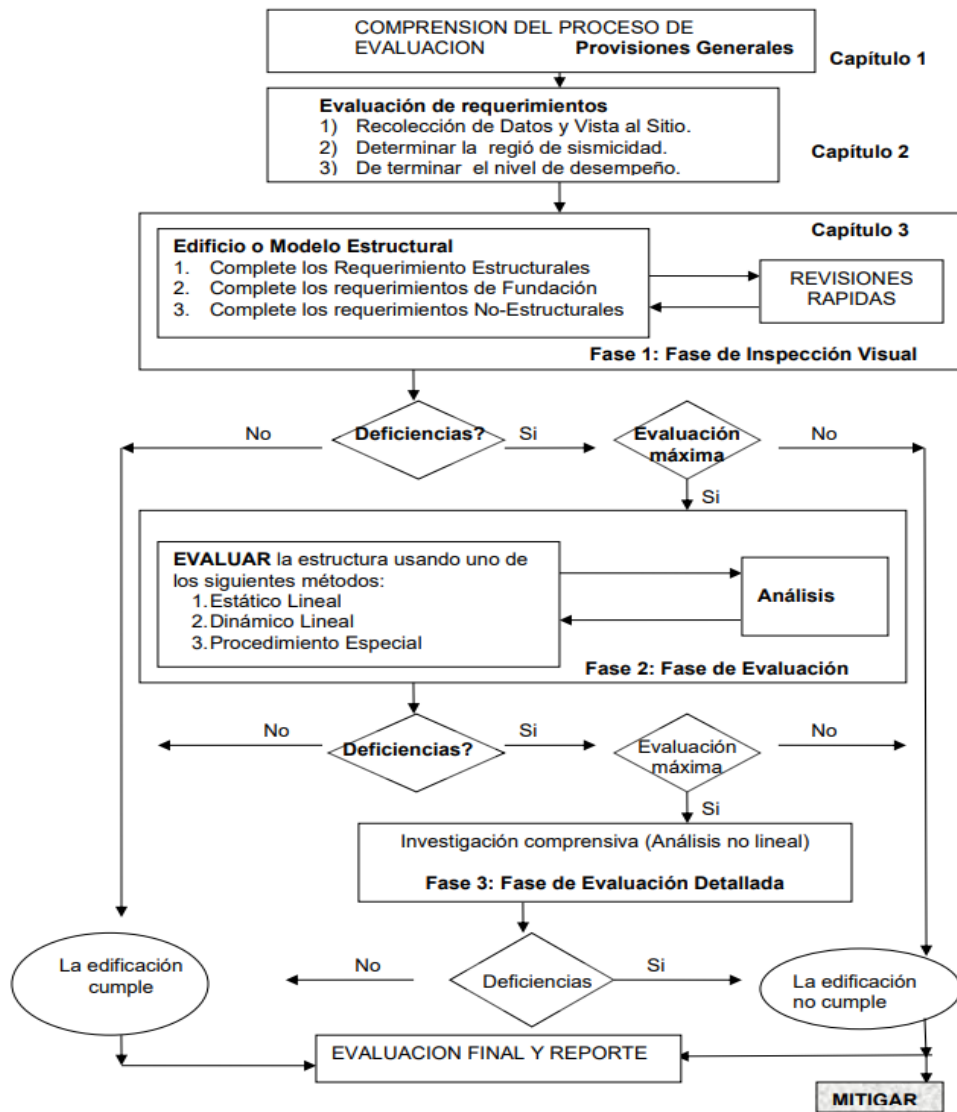 COMPRENSION DEL PROCESO DE
EVALUACION Provisiones Generales
Capítulo 1
Evaluación de requerimientos
1) Recolección de Datos y Vista al Sitio.
2) Determinar la regió de sismicidad.
3) De terminar el nivel de desempeño.
Capítulo 2
Capítulo 3
Edificio o Modelo Estructural
1. Complete los Requerimiento Estructurales
2. Complete los requerimientos de Fundación
3. Complete los requerimientos No-Estructurales
REVISIONES
RAPIDAS
Fase 1: Fase de Inspección Visual
No
Deficiencias?
Si
Evaluación
máxima
No
Si
EVALUAR la estructura usando uno de
los siguientes métodos:
1.Estático Lineal
2.Dinámico Lineal
3.Procedimiento Especial
Análisis
Fase 2: Fase de Evaluación
No
Deficiencias?
Si
Evaluación
máxima
No
Si
Investigación comprensiva (Análisis no lineal)
Fase 3: Fase de Evaluación Detallada
La edificación
cumple
No
Deficiencias
Si
La edificación
no cumple
EVALUACION FINAL Y REPORTE
MITIGAR